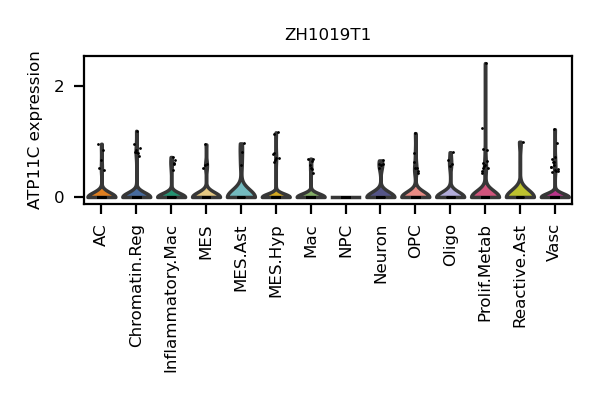 ZH1019T1
ATP11C expression
2
0
AC
Chromatin.Reg
Inflammatory.Mac
MES
MES.Ast
MES.Hyp
Mac
NPC
Neuron
OPC
Oligo
Prolif.Metab
Reactive.Ast
Vasc